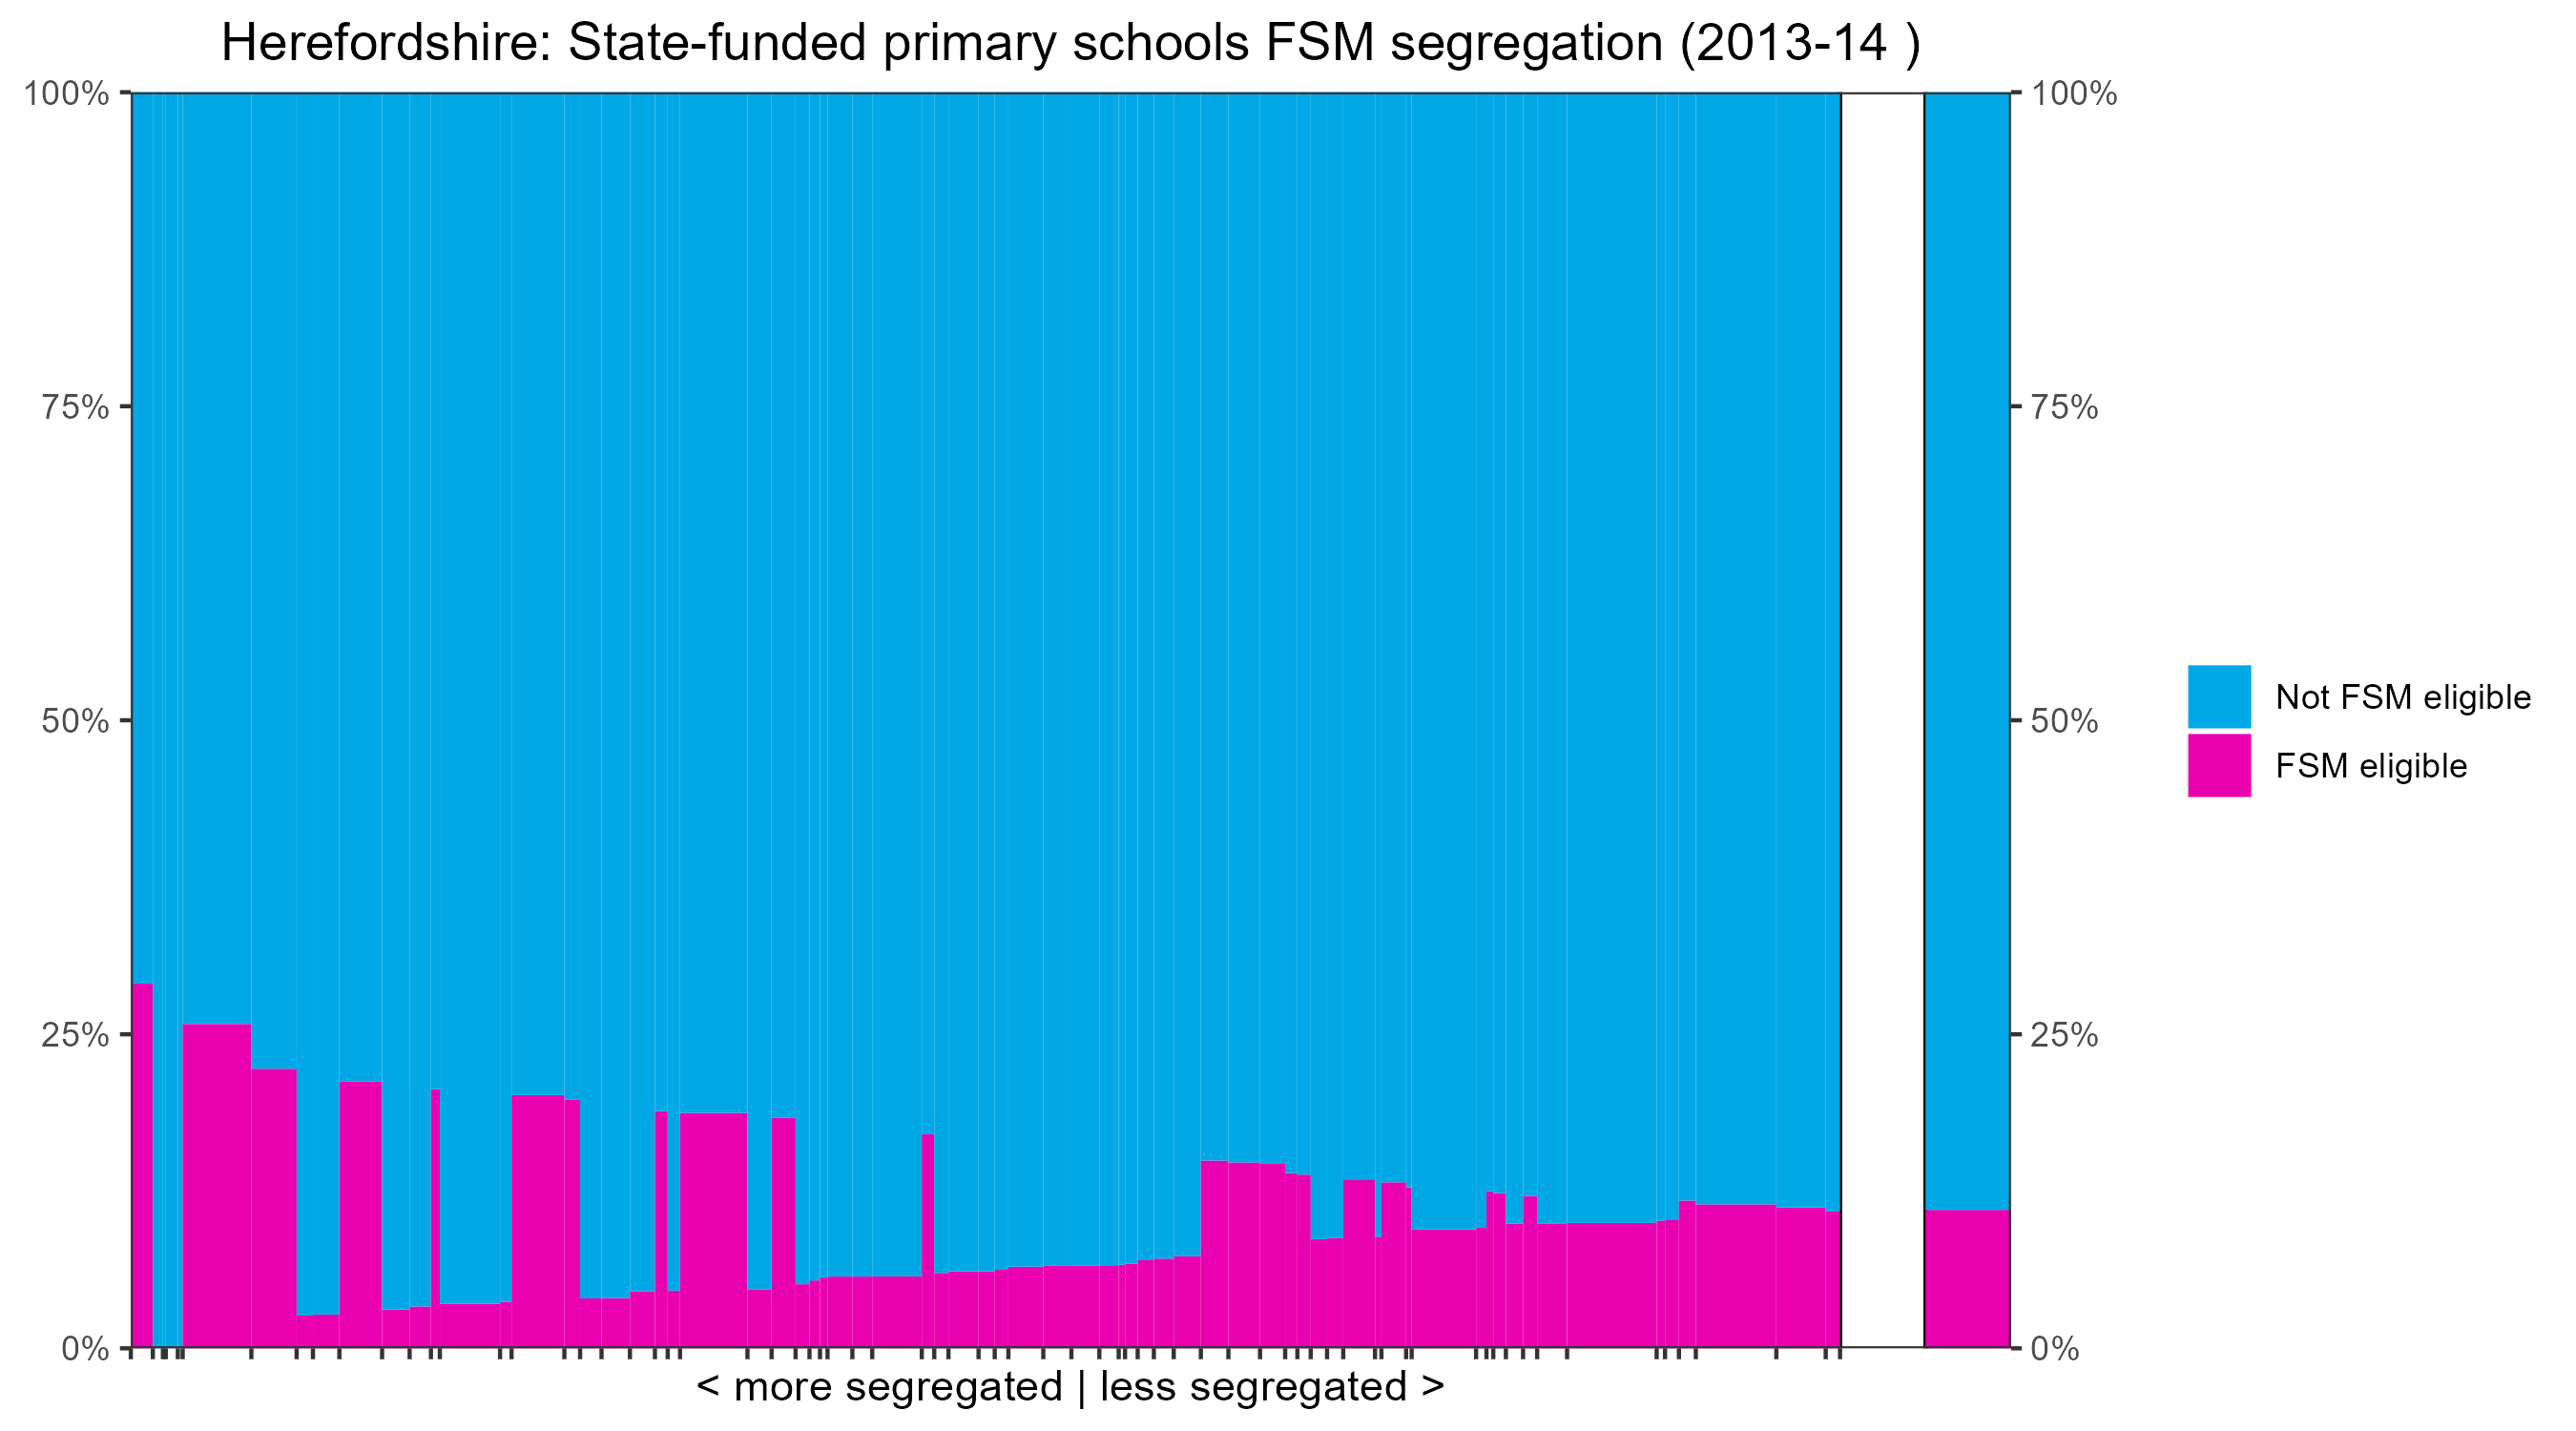 Herefordshire: State-funded primary schools FSM segregation (2013-14 )
100%
75%
50%
25%
0%
100%
75%
50%
25%
0%
Not FSM eligible
FSM eligible
< more segregated | less segregated >